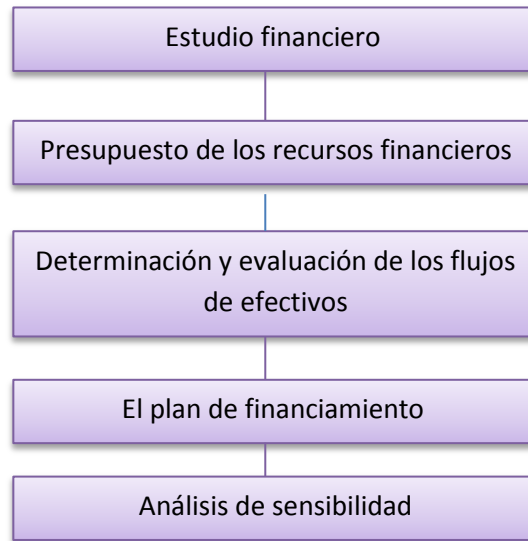 Estudio financiero
Presupuesto de los recursos financieros
Determinación y evaluación de los flujos
de efectivos
El plan de financiamiento
Análisis de sensibilidad